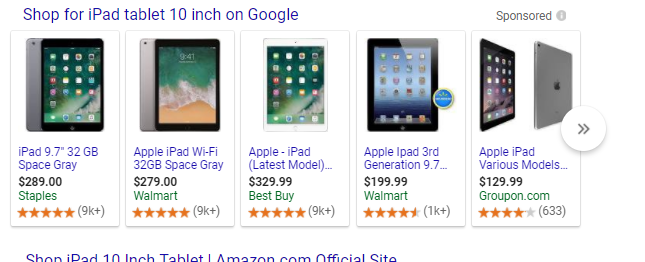 Shop for iPad tablet 10 inch on Google
Sponsored
iPad 9.7" 32 GB
Space Gray
$289.00
Staples
(9k+)
Apple iPad Wi-Fi
32GB Space Gray
$279.00
Walmart
(9k+)
Apple - iPad
(Latest Model)...
$329.99
Best Buy
(9k+)
Apple Ipad 3rd
Generation 9.7...
$199.99
Walmart
(1k+)
Apple iPad
Various Models...
$129.99
Groupon.com
(633)
Shop iPad 10 Inch Tablet | Amazon.com Official Site